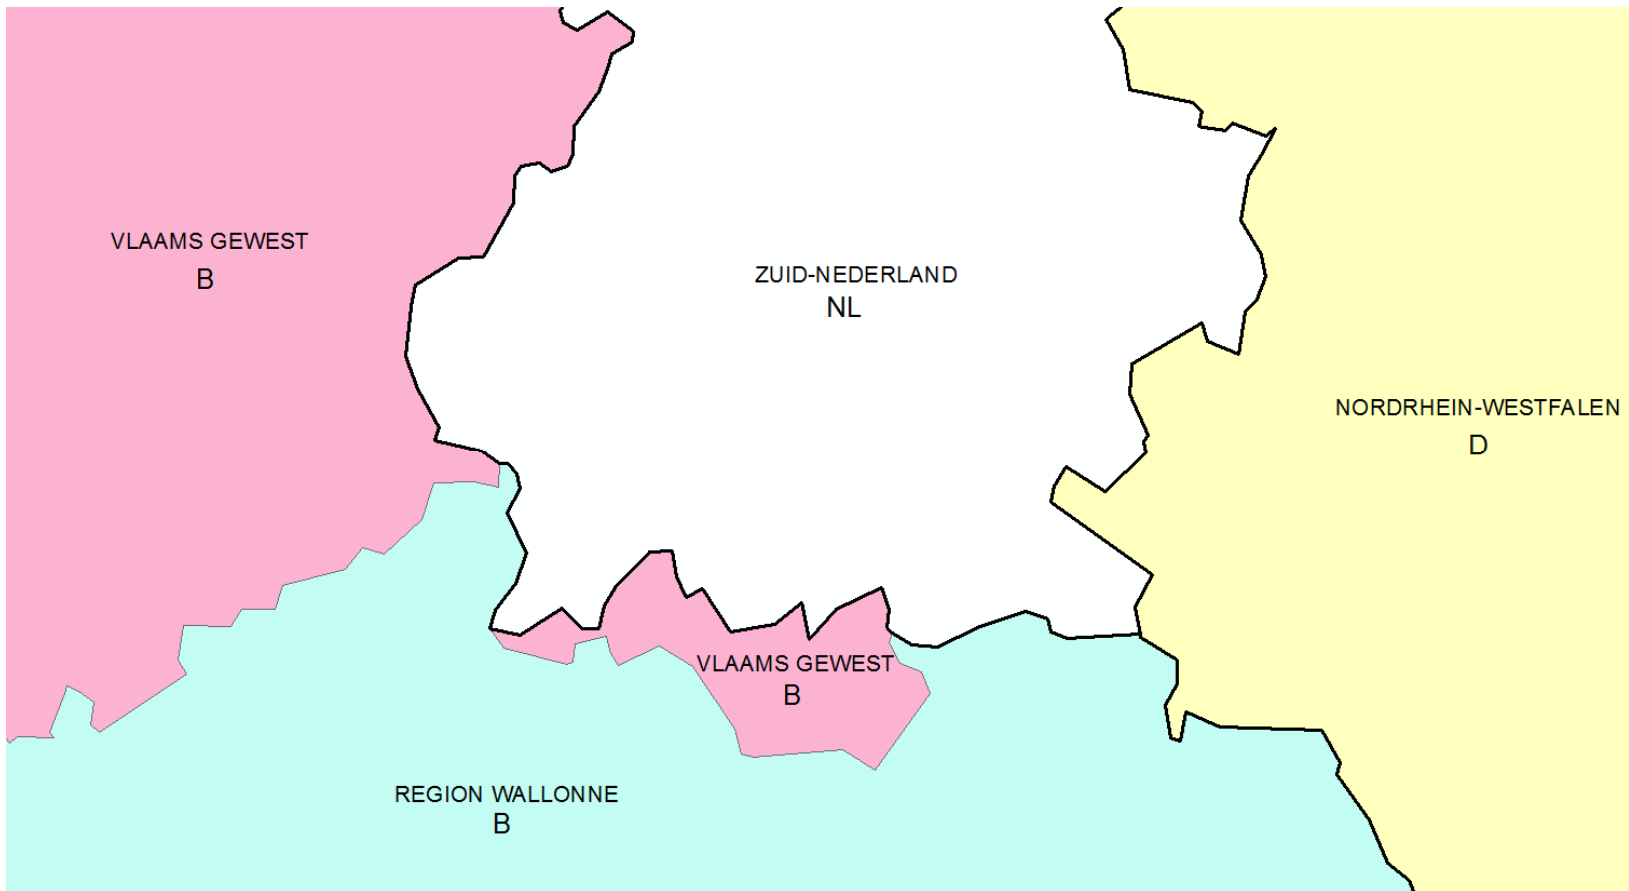 VLAAMS GEWEST
B
ZUID-NEDERLAND
NL
NORDRHEIN-WESTFALEN
D
VLAAMS GEWEST
B
REGION WALLONNE
B